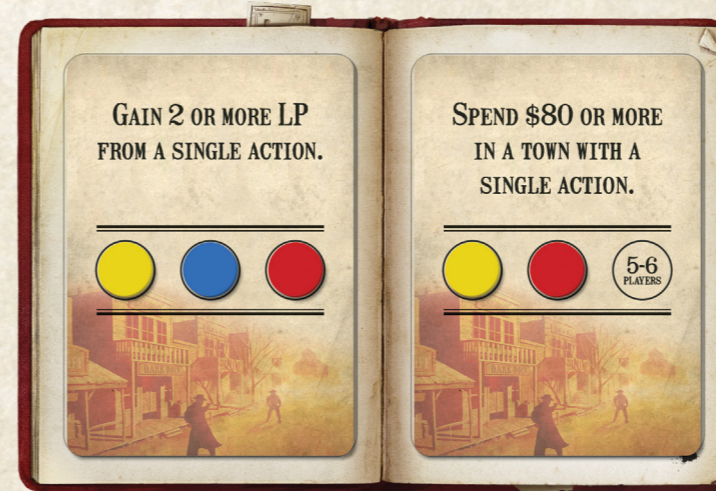 GAIN 2 OR MORE LP
FROM A SINGLE ACTION.
SPEND $80 OR MORE
IN A TOWN WITH A
SINGLE ACTION.
5-6
PLAYERS